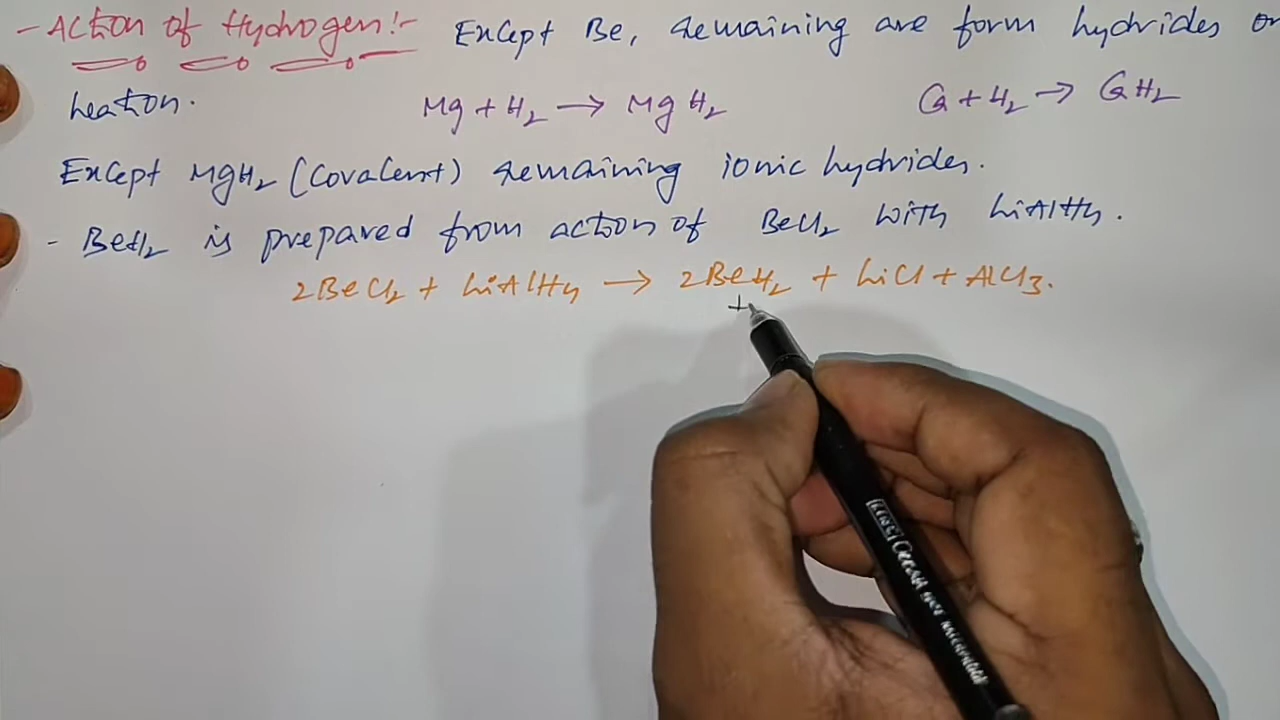 - Action of Hydrogen:- Except Be, remaining are form hydrides on
heation. Mg + H₂ → MgH₂ Ca + H₂ → CaH₂
Except MgH₂ (Covalent) remaining ionic hydrides.
- BeH₂ is prepared from action of BeCl₂ with LiAlH₄.
2BeCl₂ + LiAlH₄ → 2BeH₂ + LiCl + AlCl₃.